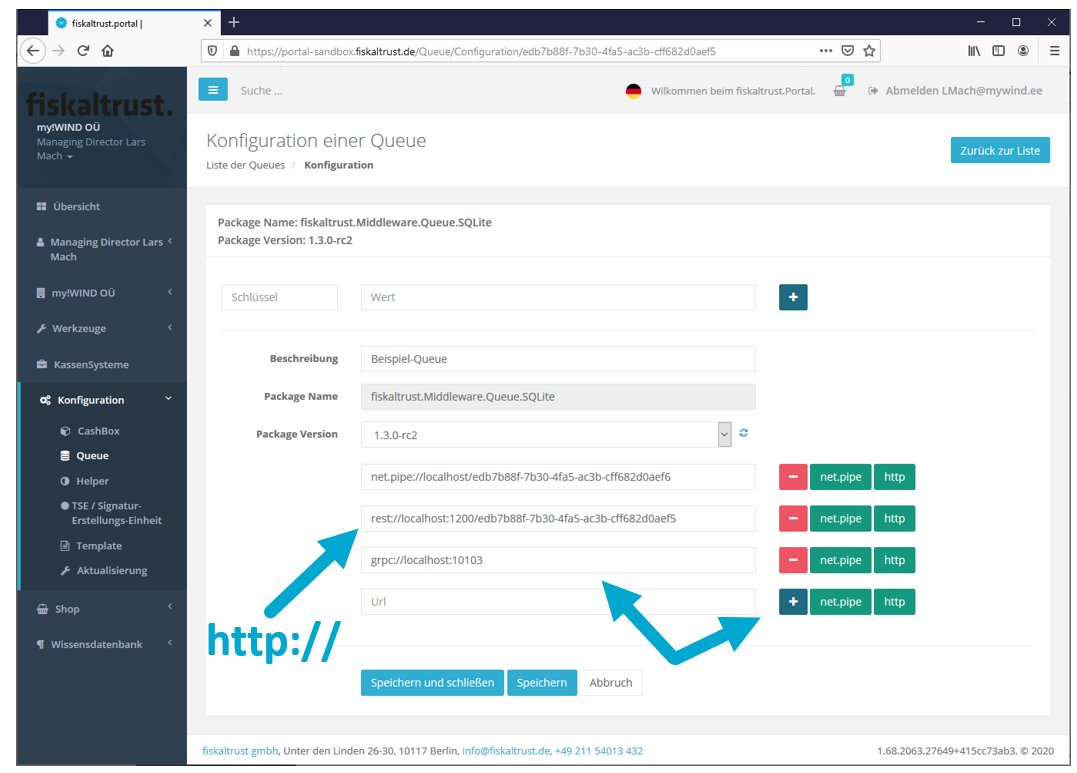 fiskaltrust.portal |
https://portal-sandbox.fiskaltrust.de/Queue/Configuration/edb7b88f-7b30-4fa5-ac3b-cff682d0aef5
fiskaltrust.
my!WIND OÜ
Managing Director Lars
Mach
Suche ...
Wilkommen beim fiskaltrust.Portal.
0
Abmelden LMach@mywind.ee
Konfiguration einer Queue
Liste der Queues / Konfiguration
Zurück zur Liste
Übersicht
Managing Director Lars
Mach
my!WIND OÜ
Werkzeuge
KassenSysteme
Konfiguration
CashBox
Queue
Helper
TSE / Signatur-
Erstellungs-Einheit
Template
Aktualisierung
Shop
Wissensdatenbank
Package Name: fiskaltrust.Middleware.Queue.SQLite
Package Version: 1.3.0-rc2
Schlüssel
Wert
+
Beschreibung
Beispiel-Queue
Package Name
fiskaltrust.Middleware.Queue.SQLite
Package Version
1.3.0-rc2
net.pipe://localhost/edb7b88f-7b30-4fa5-ac3b-cff682d0aef6
− net.pipe http
rest://localhost:1200/edb7b88f-7b30-4fa5-ac3b-cff682d0aef5
− net.pipe http
grpc://localhost:10103
− net.pipe http
Url
+ net.pipe http
http://
Speichern und schließen
Speichern
Abbruch
fiskaltrust gmbh, Unter den Linden 26-30, 10117 Berlin, info@fiskaltrust.de, +49 211 54013 432
1.68.2063.27649+415cc73ab3, © 2020